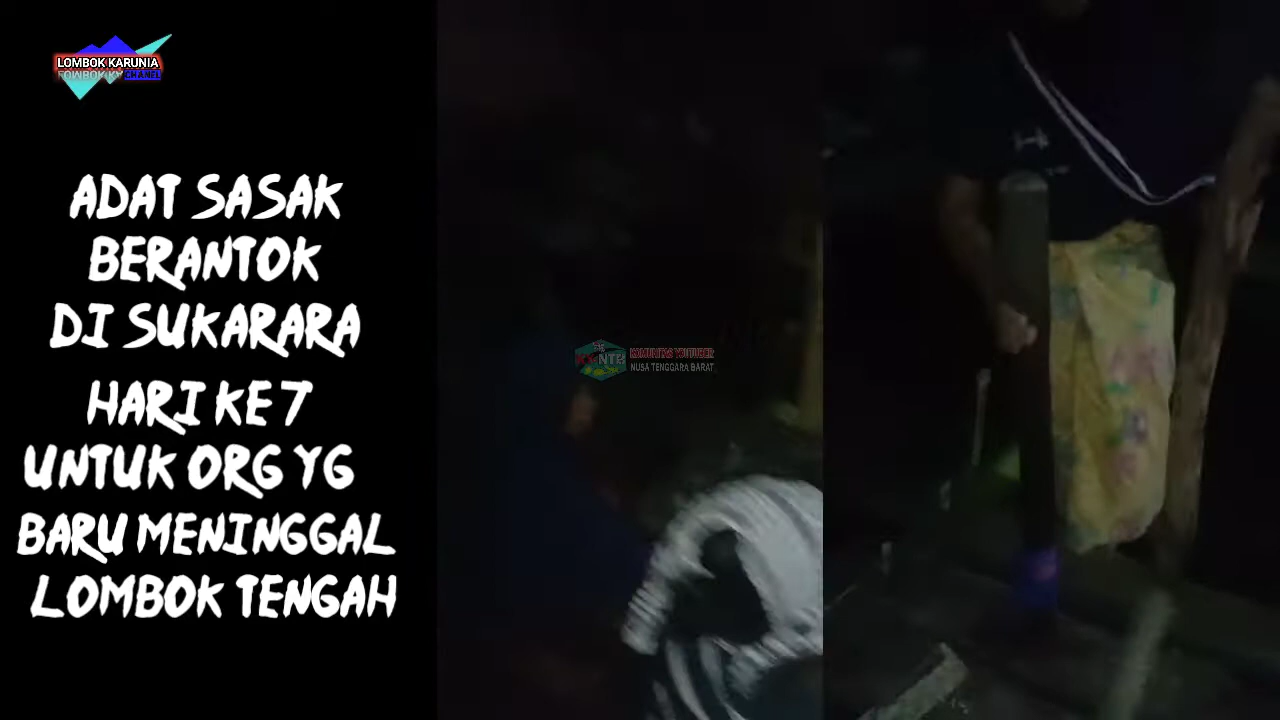 LOMBOK KARUNIA
CHANEL
ADAT SASAK
BERANTOK
DI SUKARARA
HARI KE 7
UNTUK ORG YG
BARU MENINGGAL
LOMBOK TENGAH
KOMUNITAS YOUTUBER
NUSA TENGGARA BARAT